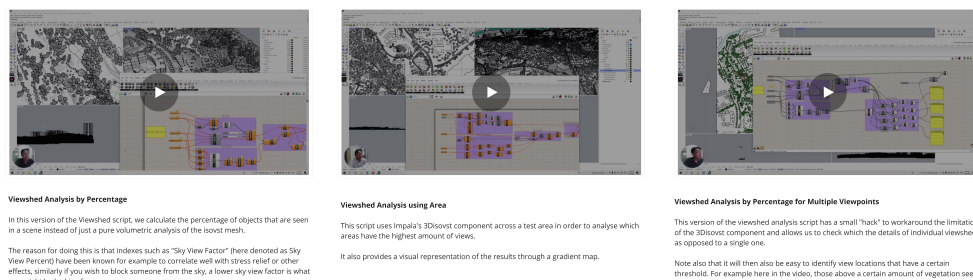 Viewshed Analysis by Percentage
In this version of the Viewshed script, we calculate the percentage of objects that are seen
in a scene instead of just a pure volumetric analysis of the isovst mesh.
The reason for doing this is that indexes such as "Sky View Factor" (here denoted as Sky
View Percent) have been known for example to correlate well with stress relief or other
effects, similarly if you wish to block someone from the sky, a lower sky view factor is what
Viewshed Analysis using Area
This script uses Impala's 3Disovst component across a test area in order to analyse which
areas have the highest amount of views.
It also provides a visual representation of the results through a gradient map.
Viewshed Analysis by Percentage for Multiple Viewpoints
This version of the viewshed analysis script has a small "hack" to workaround the limitatio
of the 3Disovst component and allows us to check which the details of individual viewshe
as opposed to a single one.
Note also that it will then also be easy to identify view locations that have a certain
threshold. For example here in the video, those above a certain amount of vegetation see